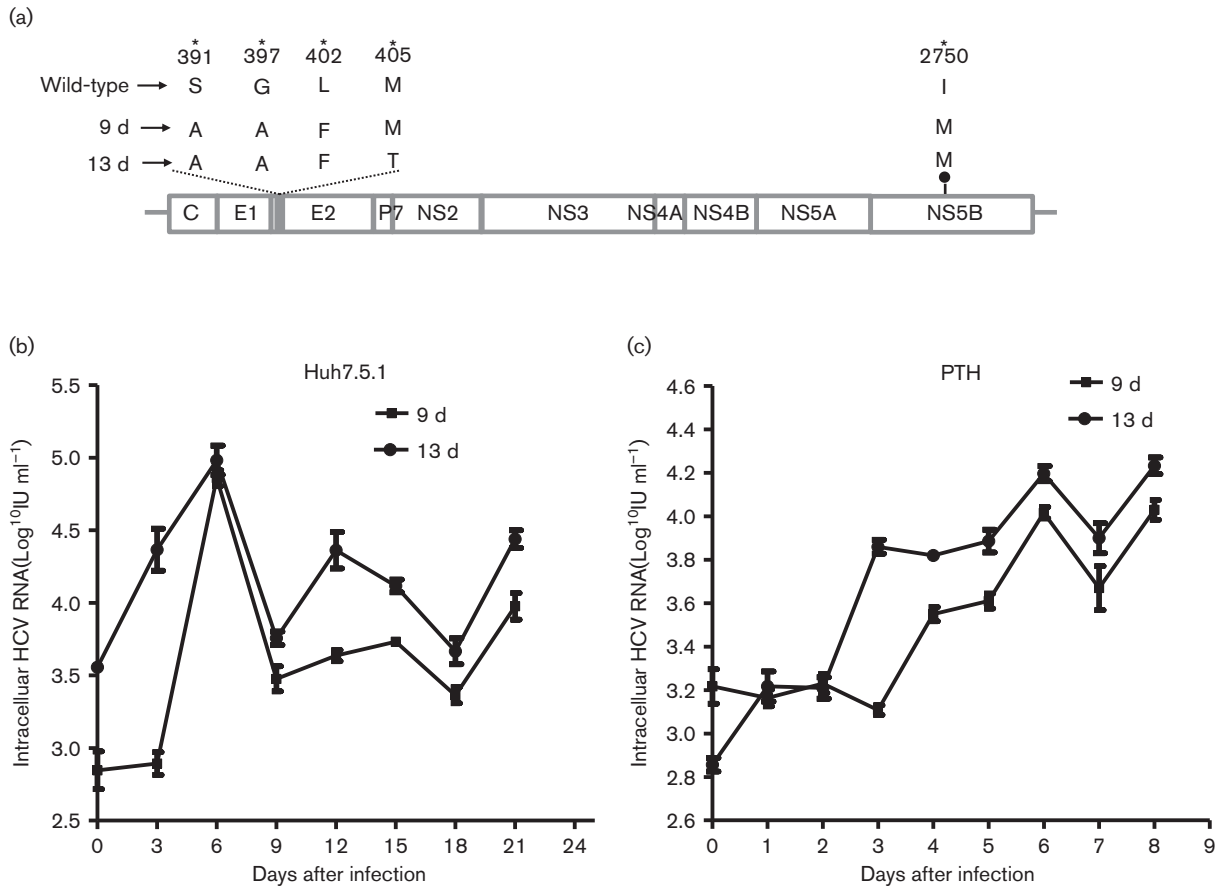 (a)
* * * * *
391 397 402 405 2750
Wild-type S G L M I
9 d A A F M M
13 d A A F T M
C E1 E2 P7 NS2 NS3 NS4A NS4B NS5A NS5B
(b)
Huh7.5.1
9 d
13 d
Intracelluar HCV RNA(Log¹⁰IU ml⁻¹)
5.5
5.0
4.5
4.0
3.5
3.0
2.5
0 3 6 9 12 15 18 21 24
Days after infection
(c)
PTH
9 d
13 d
Intracelluar HCV RNA(Log¹⁰IU ml⁻¹)
4.6
4.4
4.2
4.0
3.8
3.6
3.4
3.2
3.0
2.8
2.6
0 1 2 3 4 5 6 7 8 9
Days after infection